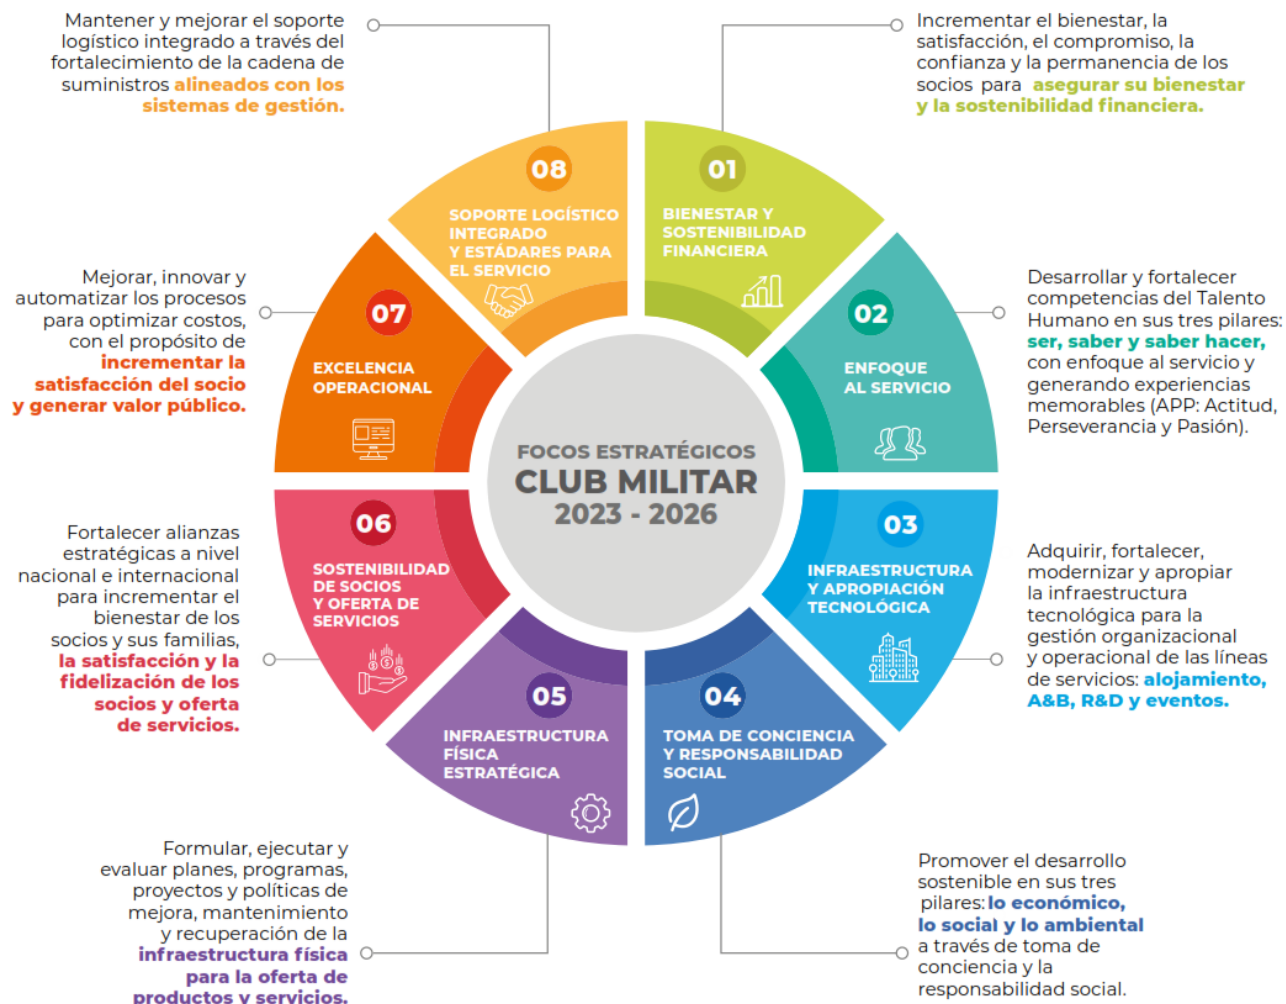 Mantener y mejorar el soporte
logístico integrado a través del
fortalecimiento de la cadena de
suministros alineados con los
sistemas de gestión.
Incrementar el bienestar, la
satisfacción, el compromiso, la
confianza y la permanencia de los
socios para asegurar su bienestar
y la sostenibilidad financiera.
08
SOPORTE LOGÍSTICO
INTEGRADO
Y ESTÁDARES PARA
EL SERVICIO
01
BIENESTAR Y
SOSTENIBILIDAD
FINANCIERA
Mejorar, innovar y
automatizar los procesos
para optimizar costos,
con el propósito de
incrementar la
satisfacción del socio
y generar valor público.
07
EXCELENCIA
OPERACIONAL
02
ENFOQUE
AL SERVICIO
Desarrollar y fortalecer
competencias del Talento
Humano en sus tres pilares:
ser, saber y saber hacer,
con enfoque al servicio y
generando experiencias
memorables (APP: Actitud,
Perseverancia y Pasión).
FOCOS ESTRATÉGICOS
CLUB MILITAR
2023 - 2026
Fortalecer alianzas
estratégicas a nivel
nacional e internacional
para incrementar el
bienestar de los
socios y sus familias,
la satisfacción y la
fidelización de los
socios y oferta
de servicios.
06
SOSTENIBILIDAD
DE SOCIOS
Y OFERTA DE
SERVICIOS
03
INFRAESTRUCTURA
Y APROPIACIÓN
TECNOLÓGICA
Adquirir, fortalecer,
modernizar y apropiar
la infraestructura
tecnológica para la
gestión organizacional
y operacional de las líneas
de servicios: alojamiento,
A&B, R&D y eventos.
05
INFRAESTRUCTURA
FÍSICA
ESTRATÉGICA
04
TOMA DE CONCIENCIA
Y RESPONSABILIDAD
SOCIAL
Formular, ejecutar y
evaluar planes, programas,
proyectos y políticas de
mejora, mantenimiento
y recuperación de la
infraestructura física
para la oferta de
productos y servicios.
Promover el desarrollo
sostenible en sus tres
pilares: lo económico,
lo social y lo ambiental
a través de toma de
conciencia y la
responsabilidad social.